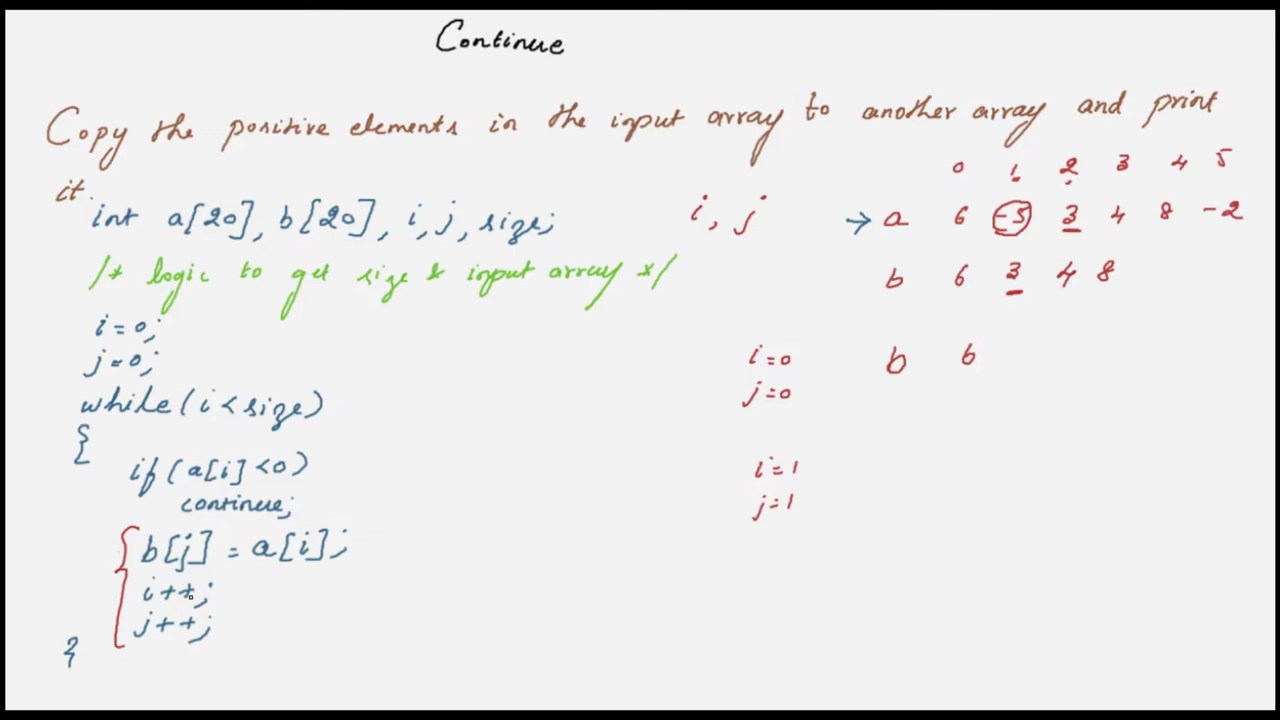 Continue
Copy the positive elements in the input array to another array and print
it.
0 1 2 3 4 5
int a[20], b[20], i, j, size; i, j → a 6 -5 3 4 8 -2
/* logic to get size & input array */ b 6 3 4 8
i=0;
j=0; i=0 b 6
while(i<size) j=0
{
if(a[i]<0) i=1
continue; j=1
b[j] = a[i];
i++;
j++;
}